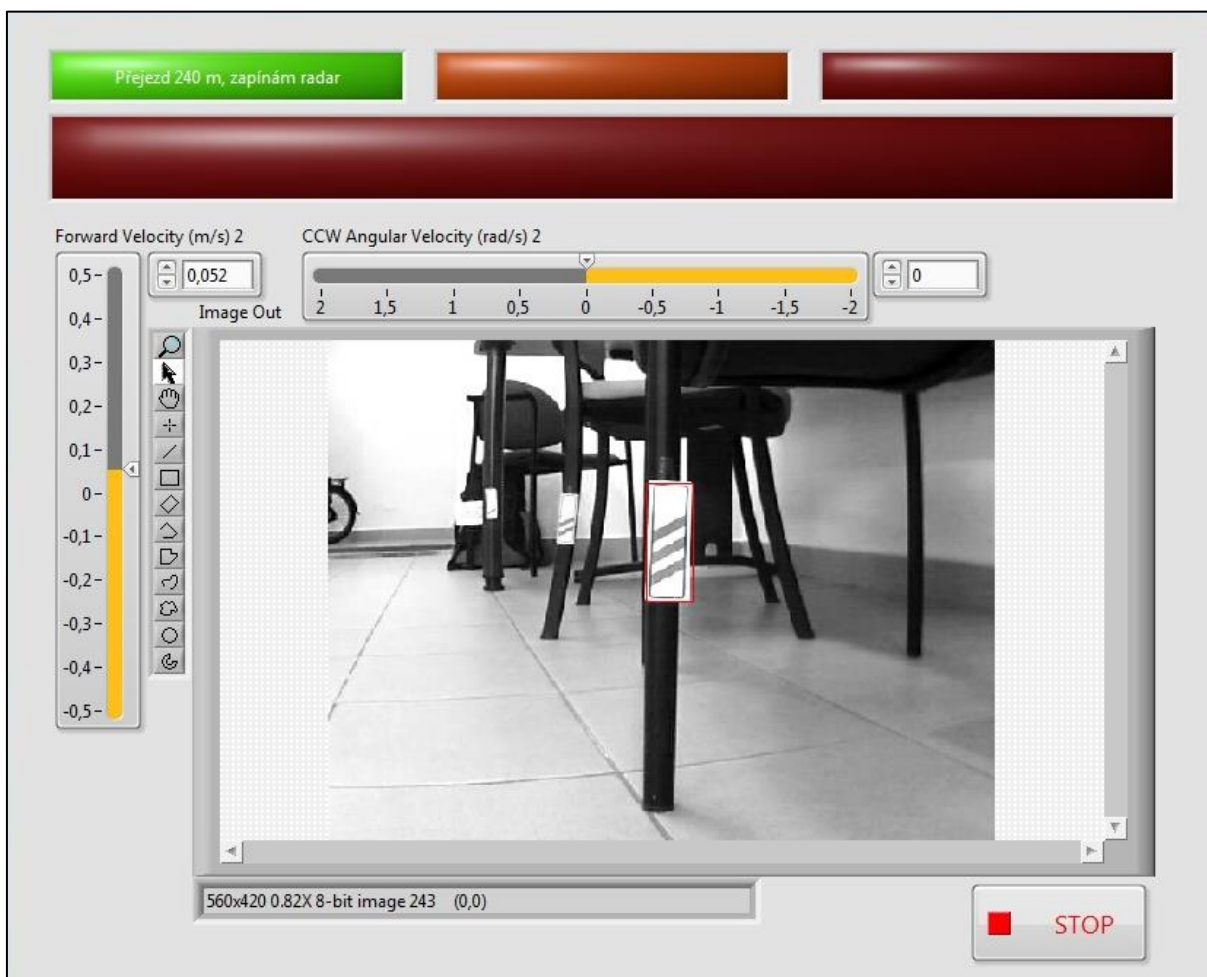 Přejezd 240 m, zapínám radar
Forward Velocity (m/s) 2
CCW Angular Velocity (rad/s) 2
0,052
0
2 1,5 1 0,5 0 -0,5 -1 -1,5 -2
Image Out
0,5
0,4
0,3
0,2
0,1
0
-0,1
-0,2
-0,3
-0,4
-0,5
560x420 0.82X 8-bit image 243 (0,0)
STOP